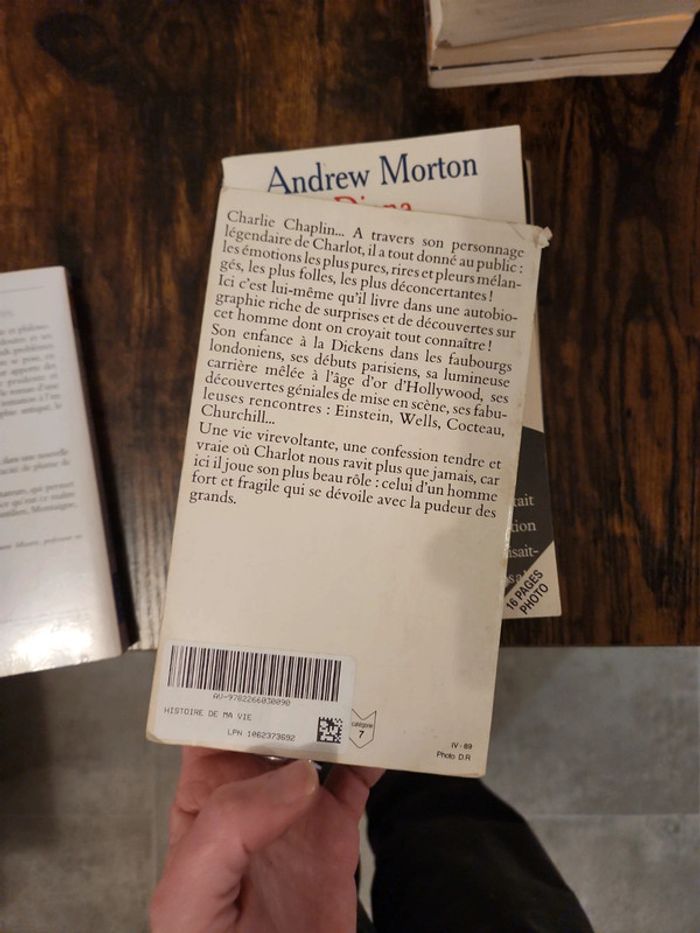 Andrew Morton
Diana
Charlie Chaplin... A travers son personnage
légendaire de Charlot, il a tout donné au public :
les émotions les plus pures, rires et pleurs mélan-
gés, les plus folles, les plus déconcertantes !
Ici c'est lui-même qu'il livre dans une autobio-
graphie riche de surprises et de découvertes sur
cet homme dont on croyait tout connaître !
Son enfance à la Dickens dans les faubourgs
londoniens, ses débuts parisiens, sa lumineuse
carrière mêlée à l'âge d'or d'Hollywood, ses
découvertes géniales de mise en scène, ses fabu-
leuses rencontres : Einstein, Wells, Cocteau,
Churchill...
Une vie virevoltante, une confession tendre et
vraie où Charlot nous ravit plus que jamais, car
ici il joue son plus beau rôle : celui d'un homme
fort et fragile qui se dévoile avec la pudeur des
grands.
AU-9782266030090
HISTOIRE DE MA VIE
LPN 1062373692
catégorie
7
IV - 89
Photo D.R
tait
tion
isait-
16 PAGES
PHOTO